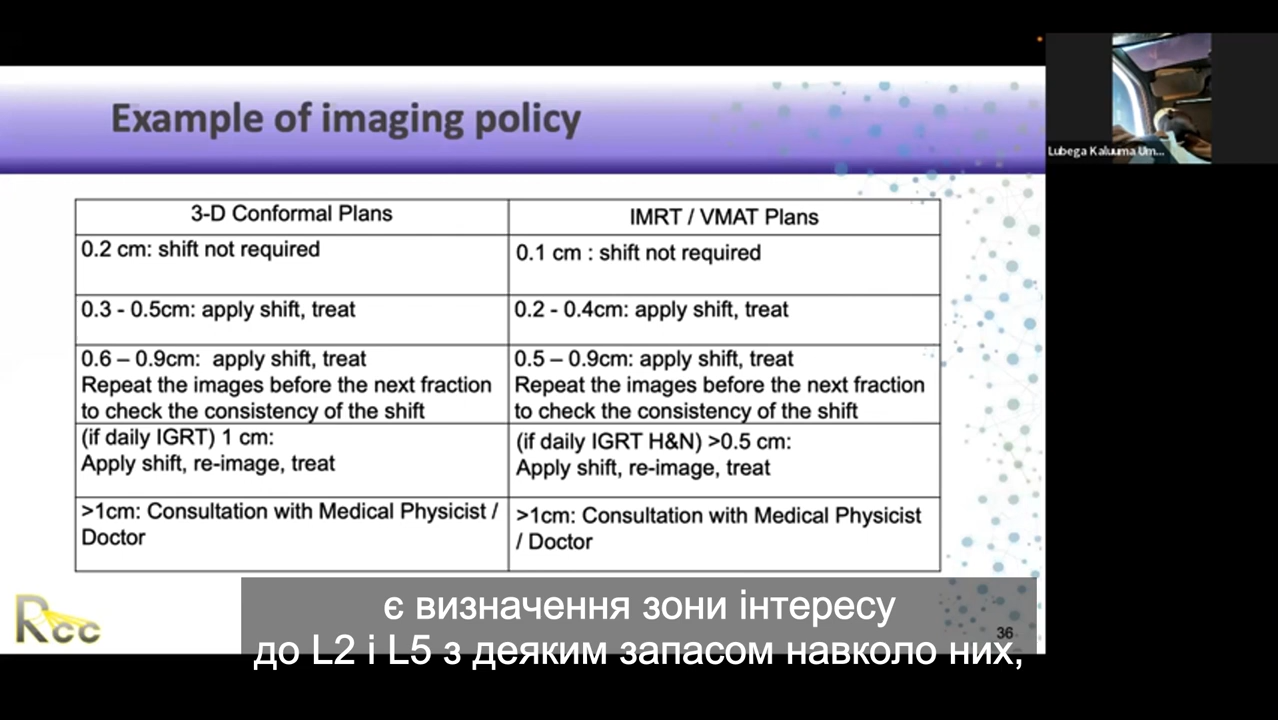 Example of imaging policy
Lubega Kaluuma Um...
3-D Conformal Plans
IMRT / VMAT Plans
0.2 cm: shift not required
0.1 cm : shift not required
0.3 - 0.5cm: apply shift, treat
0.2 - 0.4cm: apply shift, treat
0.6 – 0.9cm:  apply shift, treat
Repeat the images before the next fraction
to check the consistency of the shift
0.5 – 0.9cm: apply shift, treat
Repeat the images before the next fraction
to check the consistency of the shift
(if daily IGRT) 1 cm:
Apply shift, re-image, treat
(if daily IGRT H&N) >0.5 cm:
Apply shift, re-image, treat
>1cm: Consultation with Medical Physicist /
Doctor
>1cm: Consultation with Medical Physicist
/ Doctor
Rcc
36
є визначення зони інтересу
до L2 і L5 з деяким запасом навколо них,